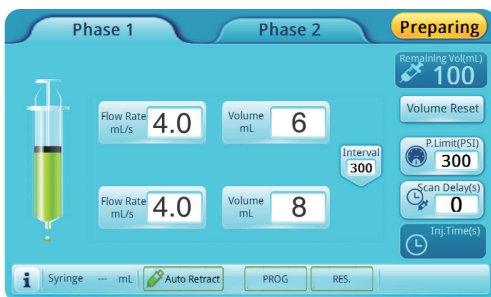 Phase 1
Phase 2
Preparing
Remaining Vol(mL)
100
Volume Reset
Flow Rate
mL/s
4.0
Volume
mL
6
Interval
300
P.Limit(PSI)
300
Flow Rate
mL/s
4.0
Volume
mL
8
Scan Delay(s)
0
Inj.Time(s)
i
Syringe --- mL
Auto Retract
PROG
RES.